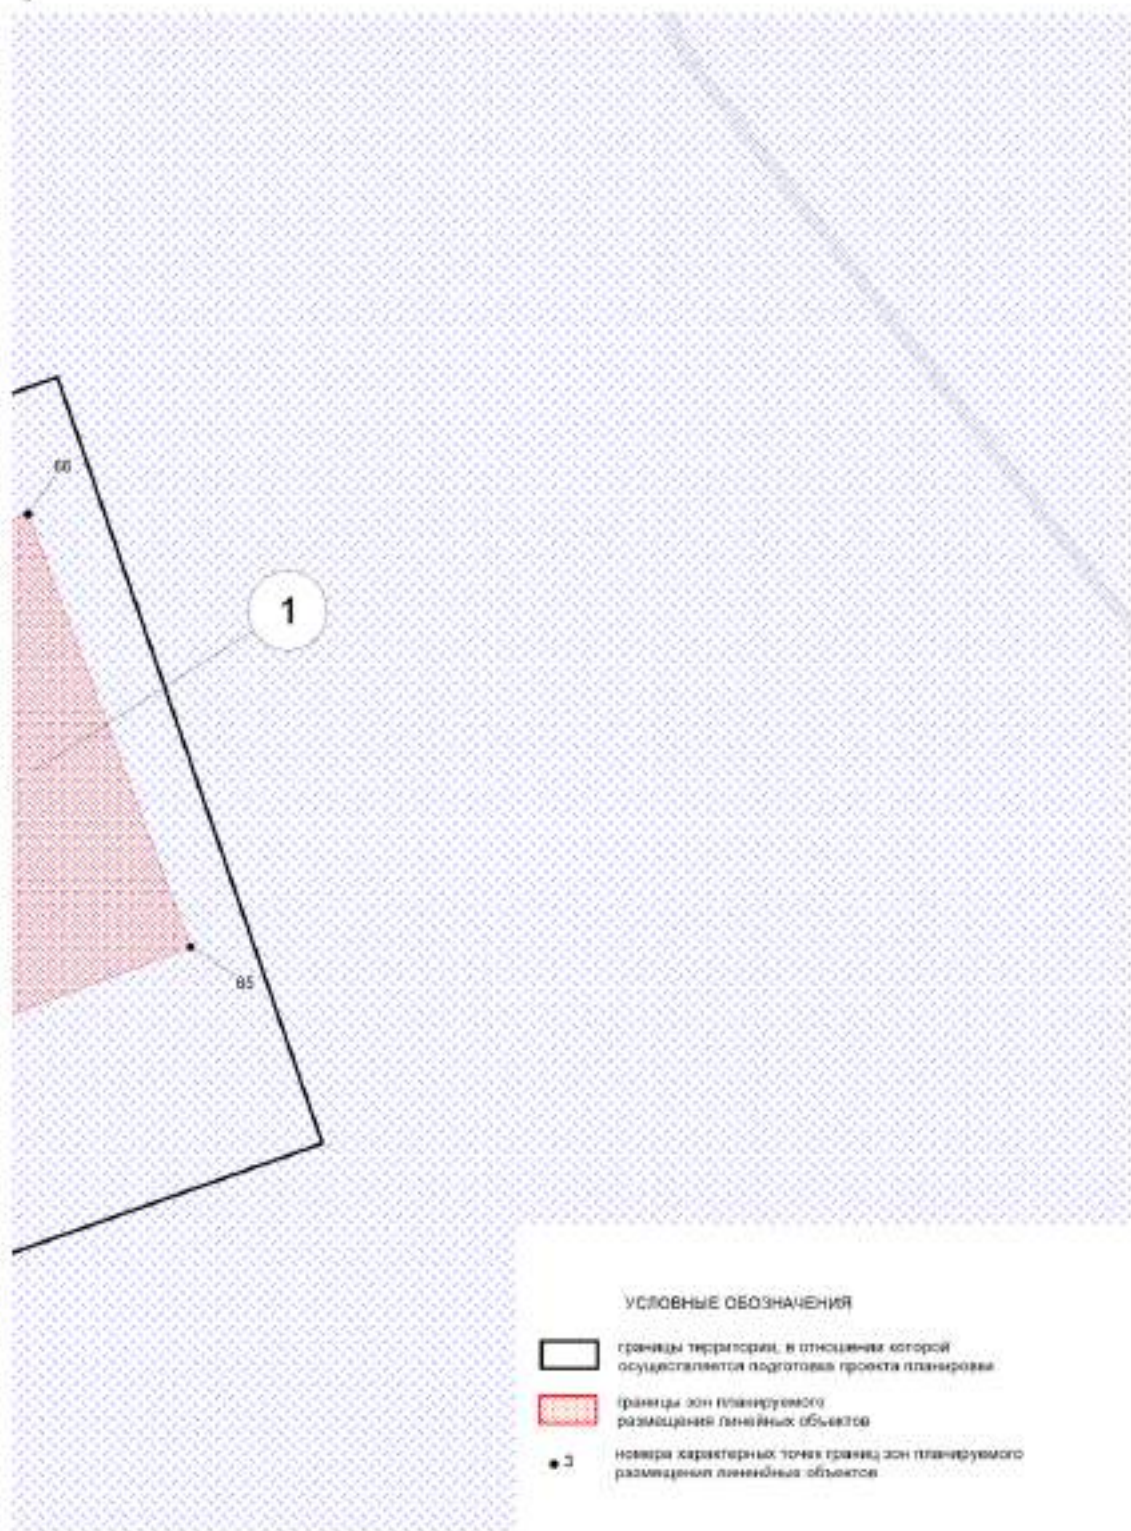 66
1
65
УСЛОВНЫЕ ОБОЗНАЧЕНИЯ
границы территории, в отношении которой
осуществляется подготовка проекта планировки
границы зон планируемого
размещения линейных объектов
3
номера характерных точек границ зон планируемого
размещения линейных объектов